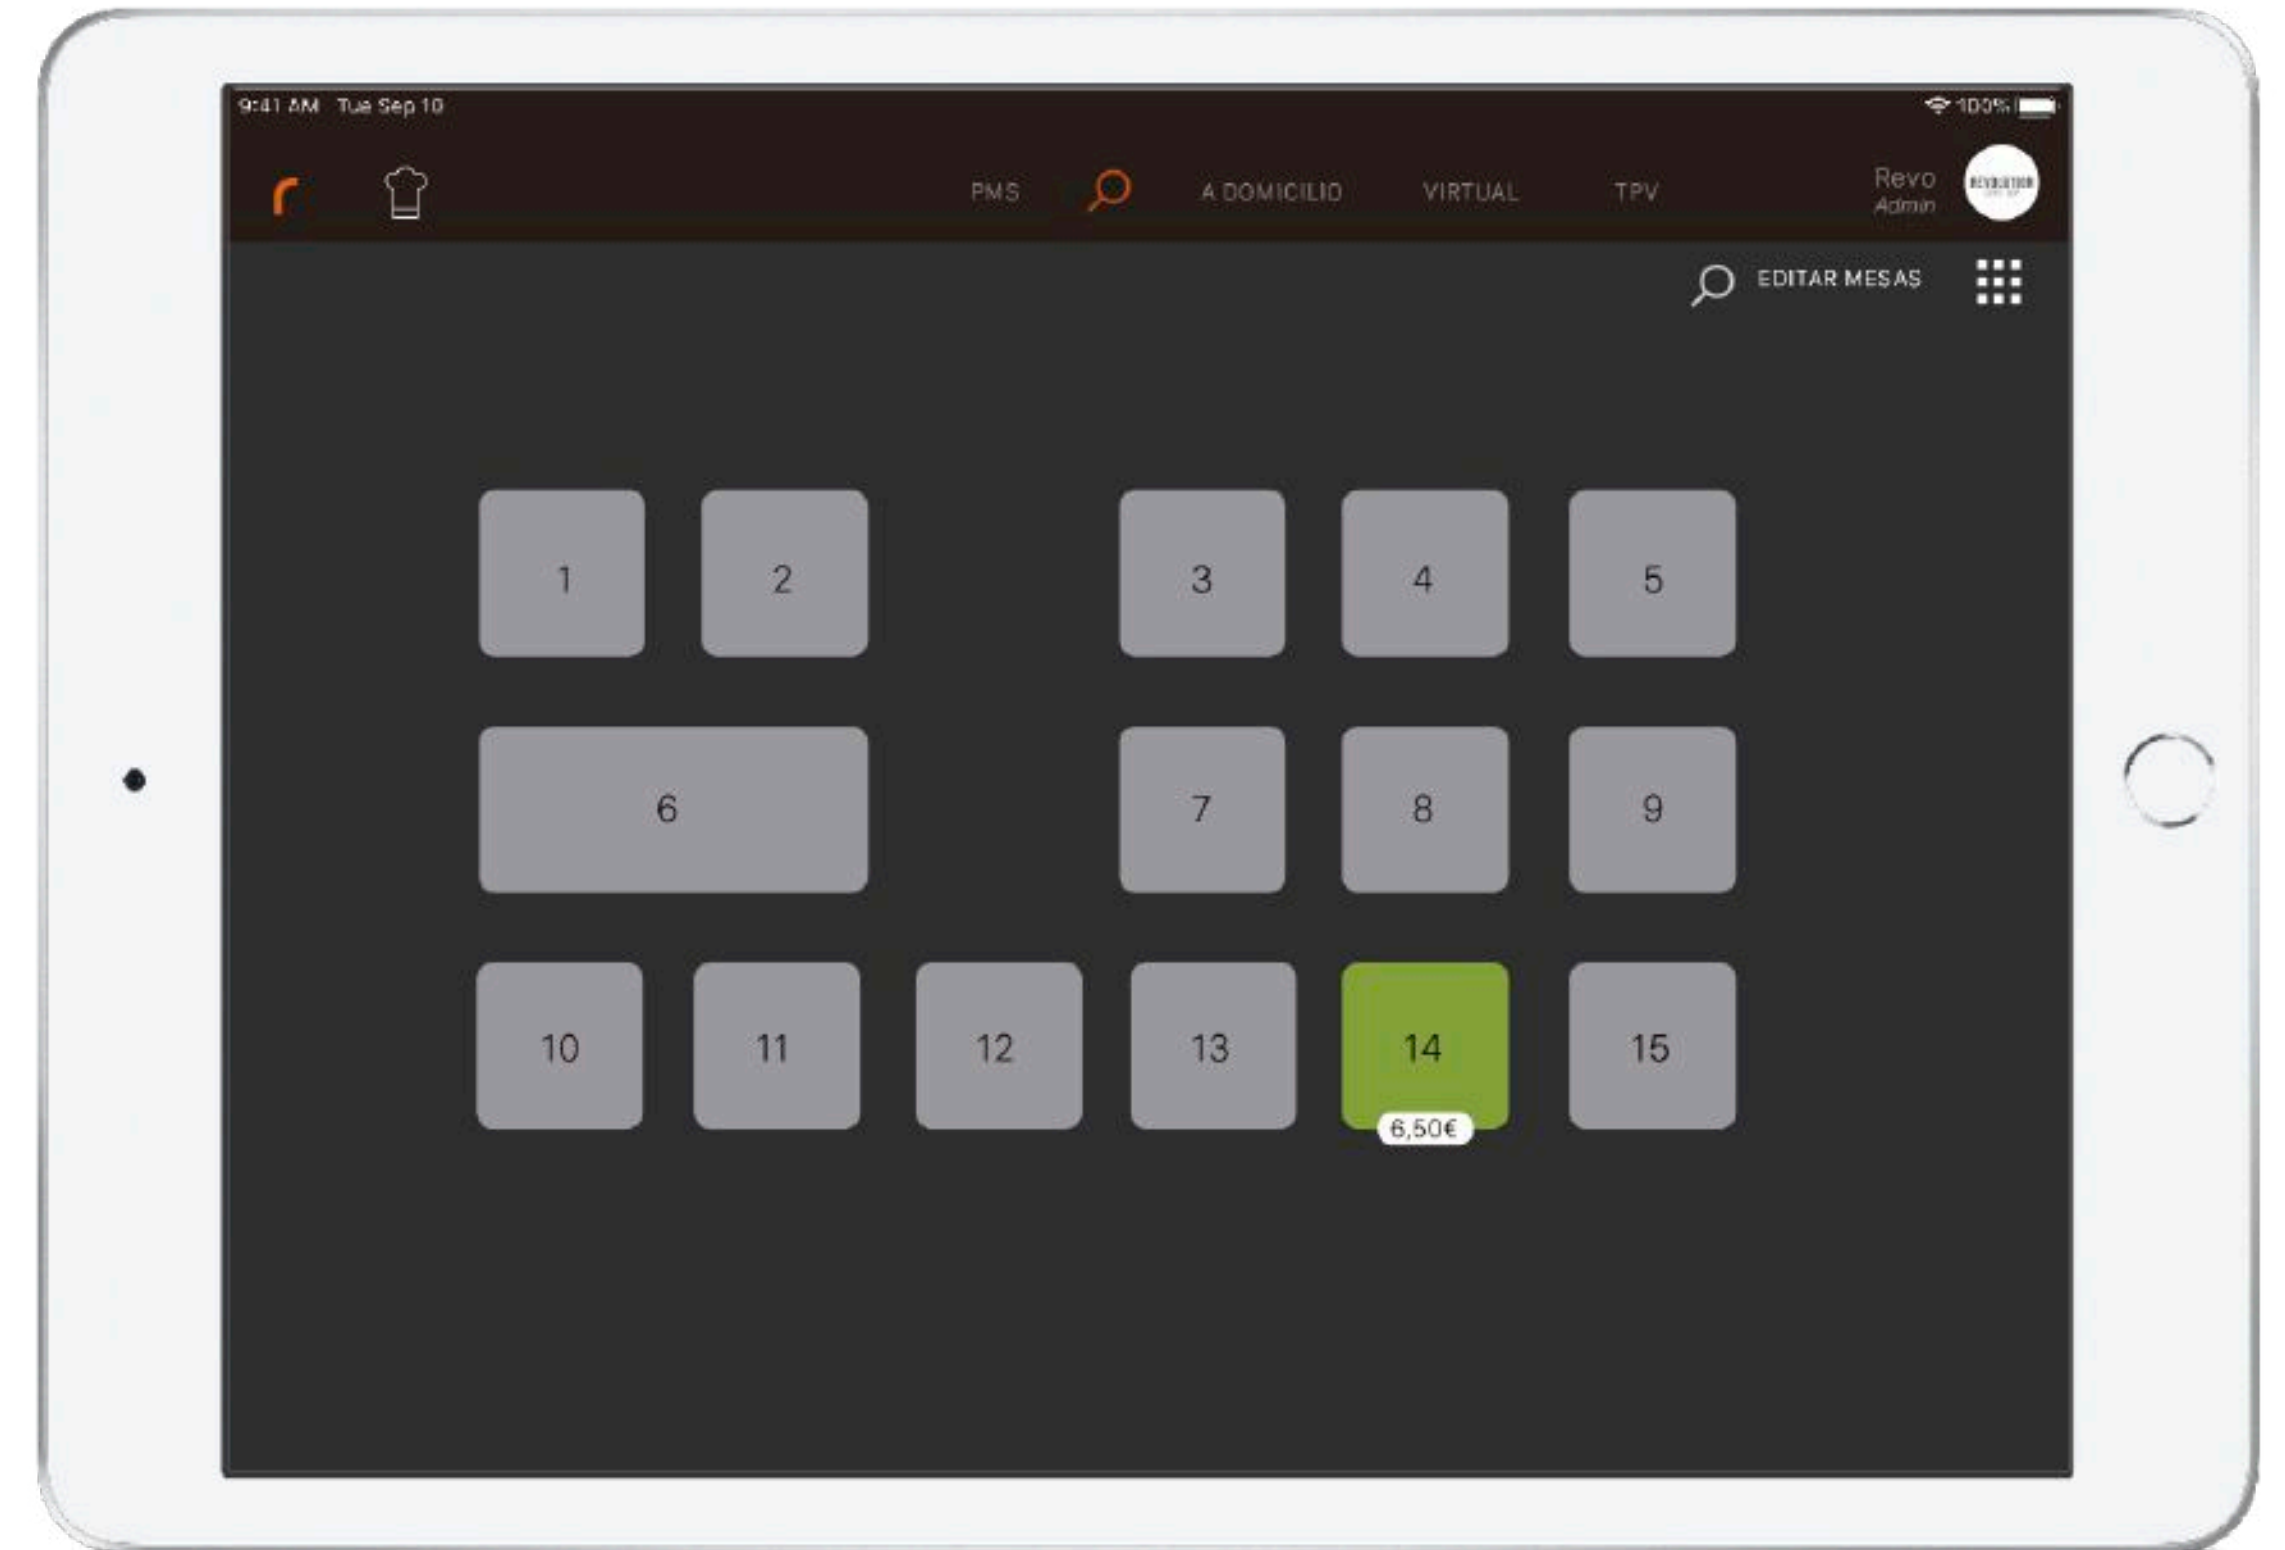 9:41 AM Tue Sep 10
100%
PMS A DOMICILIO VIRTUAL TPV
Revo
Admin
REVOLUTION
EDITAR MESAS
1 2 3 4 5
6 7 8 9
10 11 12 13 14 15
6,50€